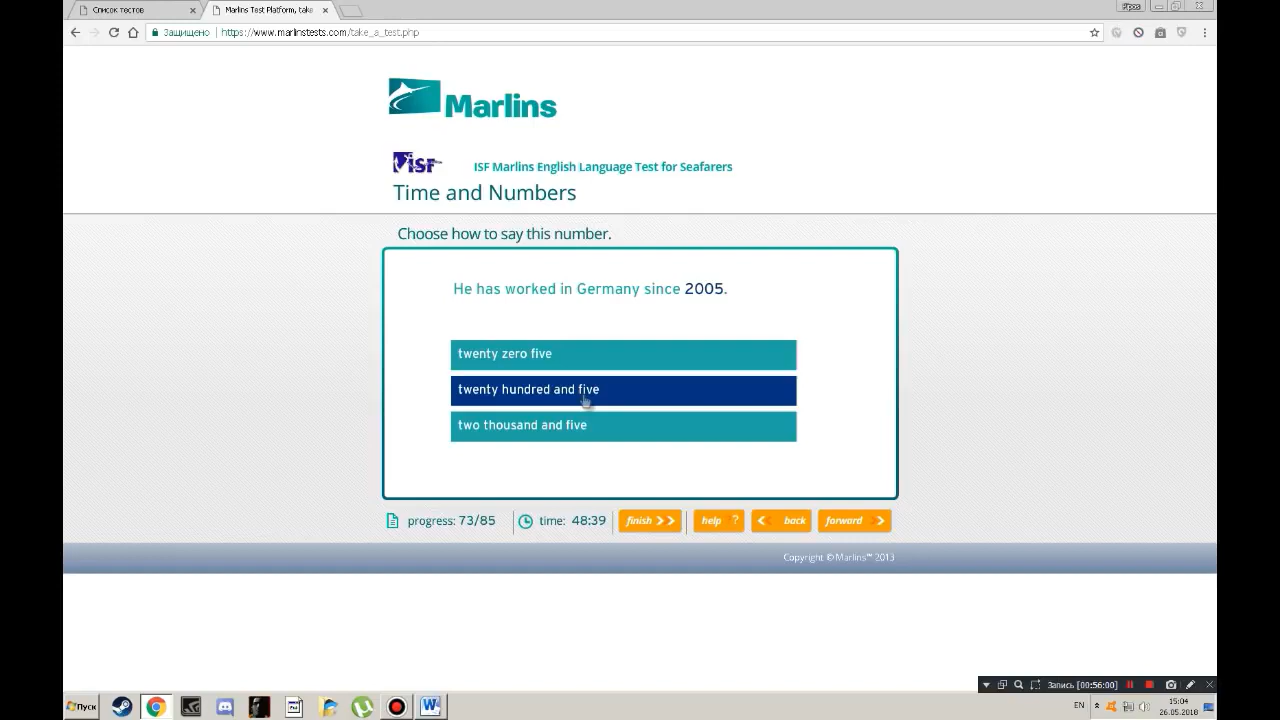 Список тестов
Marlins Test Platform, take
Ярос
Защищено
https://www.marlinstests.com/take_a_test.php
Marlins
ISF
ISF Marlins English Language Test for Seafarers
Time and Numbers
Choose how to say this number.
He has worked in Germany since 2005.
twenty zero five
twenty hundred and five
two thousand and five
progress: 73/85
time: 48:39
finish
help ?
back
forward
Copyright © Marlins™ 2013
Запись [00:56:00]
Пуск
EN
15:04
26.05.2018